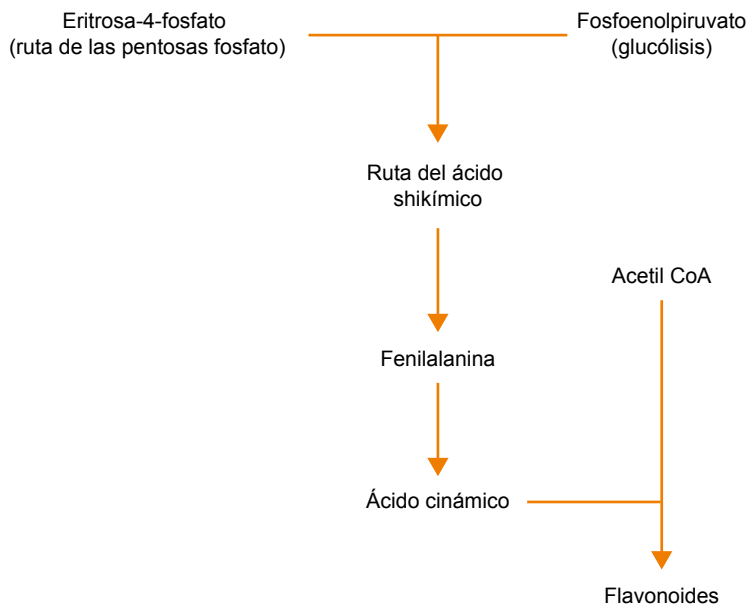 Eritrosa-4-fosfato
(ruta de las pentosas fosfato)
Fosfoenolpiruvato
(glucólisis)
Ruta del ácido
shikímico
Acetil CoA
Fenilalanina
Ácido cinámico
Flavonoides